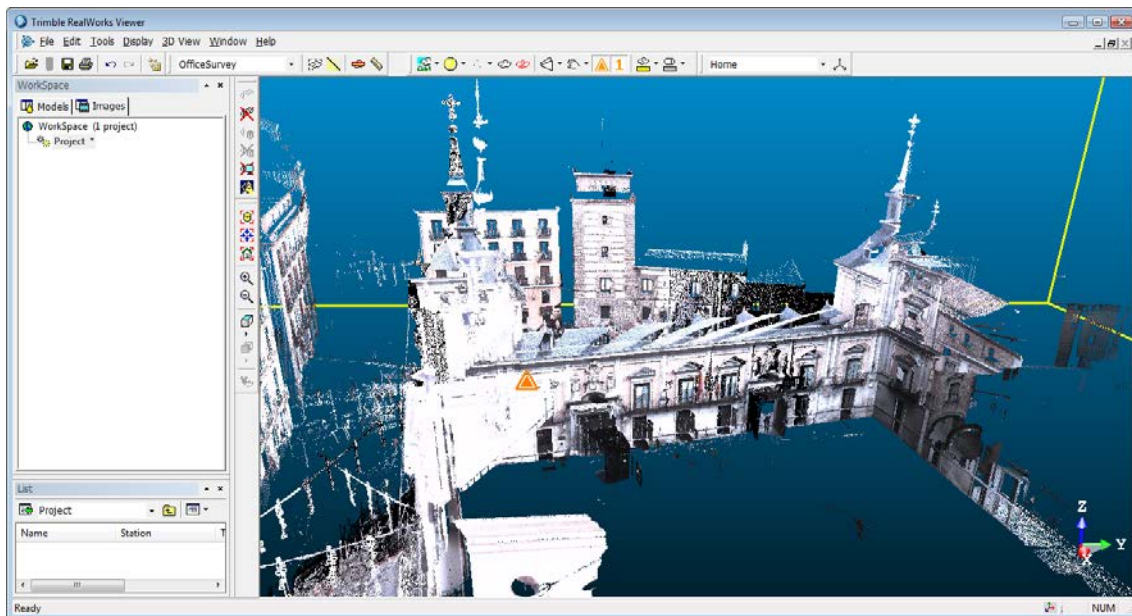 Trimble RealWorks Viewer
File Edit Tools Display 3D View Window Help
OfficeSurvey
1
Home
WorkSpace
Models Images
WorkSpace (1 project)
Project *
List
Project
Name Station T
Z
Y
X
Ready
NUM